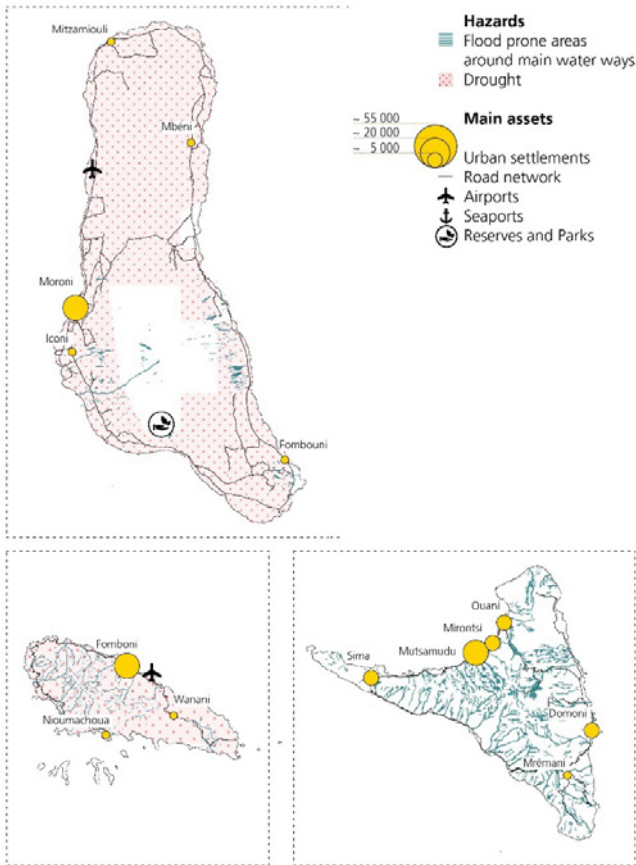 Mitzamiouli
Mbéni
Moroni
Iconi
Fombouni
Hazards
Flood prone areas
around main water ways
Drought
Main assets
~ 55 000
~ 20 000
~ 5 000
Urban settlements
Road network
Airports
Seaports
Reserves and Parks
Fomboni
Wanani
Nioumachoua
Ouani
Mirontsi
Mutsamudu
Sima
Domoni
Mrémani